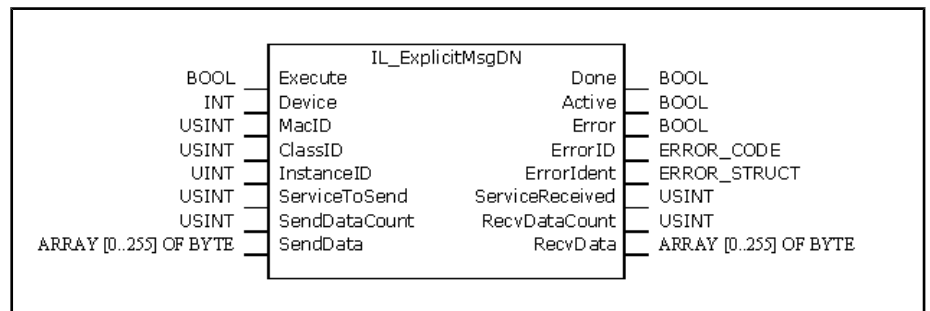 IL_ExplicitMsgDN
BOOL Execute Done BOOL
INT Device Active BOOL
USINT MacID Error BOOL
USINT ClassID ErrorID ERROR_CODE
UINT InstanceID ErrorIdent ERROR_STRUCT
USINT ServiceToSend ServiceReceived USINT
USINT SendDataCount RecvDataCount USINT
ARRAY [0..255] OF BYTE SendData RecvData ARRAY [0..255] OF BYTE